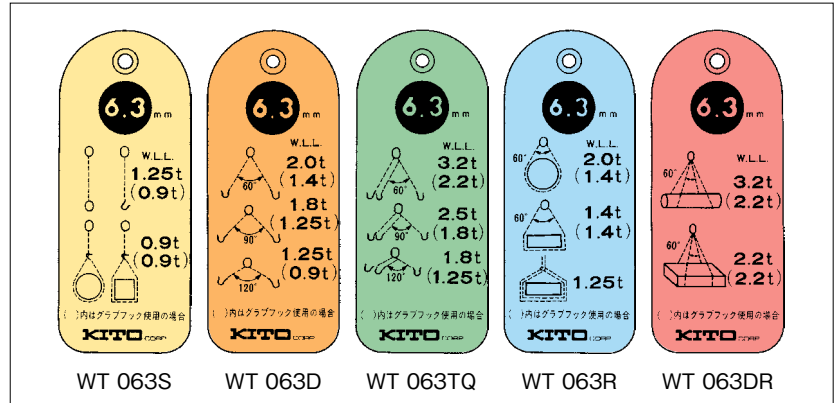 6.3 mm
W.L.L.
1.25t
(0.9t)
0.9t
(0.9t)
( )内はグラブフック使用の場合
KITO CORP
WT 063S
6.3 mm
W.L.L.
60°
2.0t
(1.4t)
90°
1.8t
(1.25t)
120°
1.25t
(0.9t)
( )内はグラブフック使用の場合
KITO CORP
WT 063D
6.3 mm
W.L.L.
60°
3.2t
(2.2t)
90°
2.5t
(1.8t)
120°
1.8t
(1.25t)
( )内はグラブフック使用の場合
KITO CORP
WT 063TQ
6.3 mm
W.L.L.
60°
2.0t
(1.4t)
60°
1.4t
(1.4t)
1.25t
( )内はグラブフック使用の場合
KITO CORP
WT 063R
6.3 mm
W.L.L.
60°
3.2t
(2.2t)
60°
2.2t
(2.2t)
( )内はグラブフック使用の場合
KITO CORP
WT 063DR